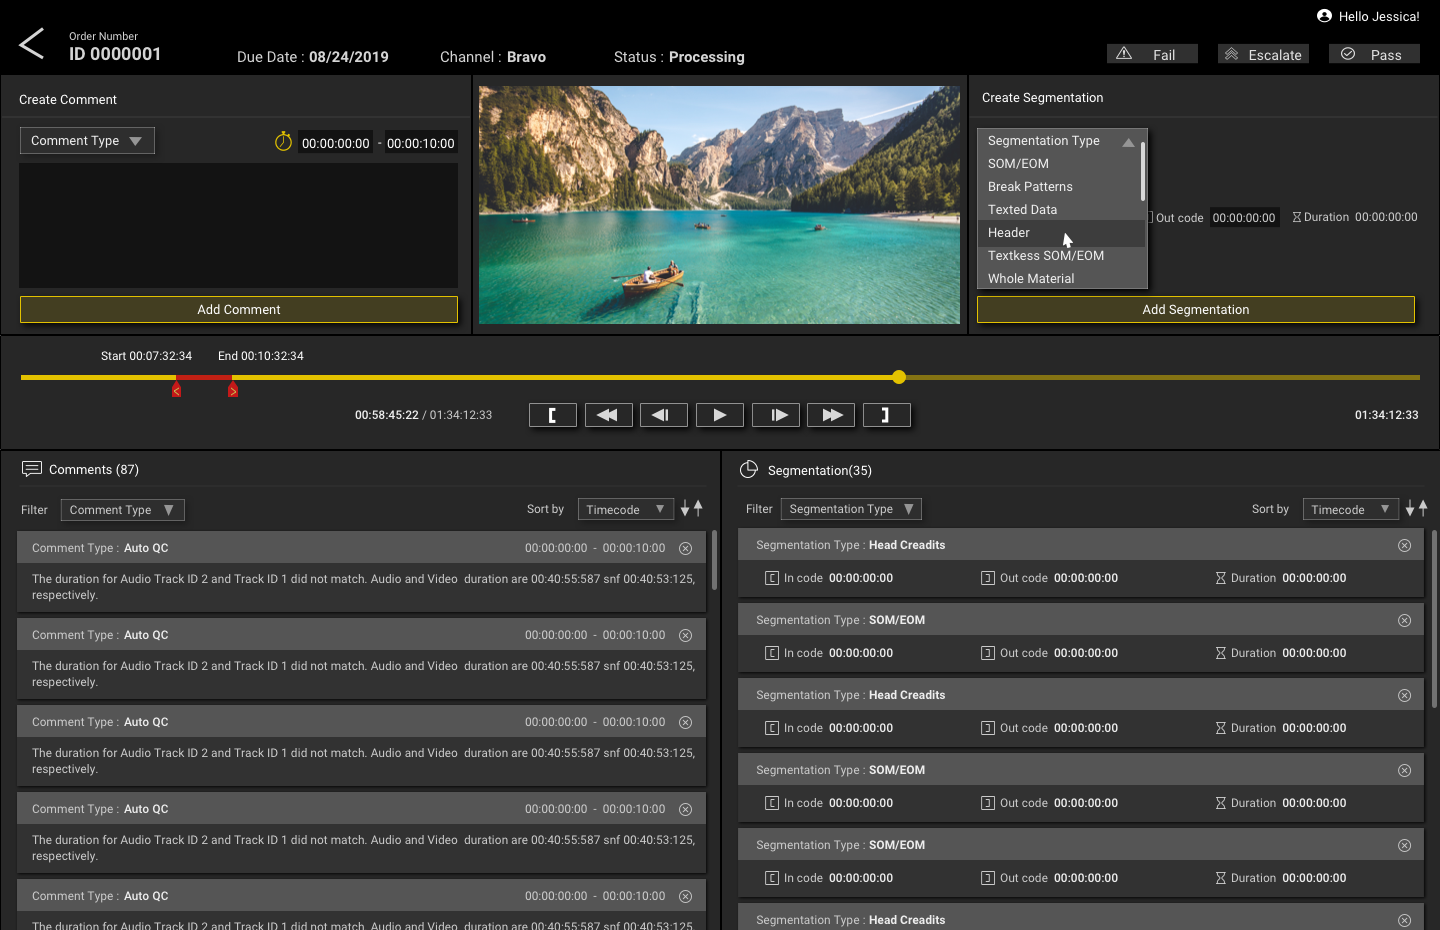 Hello Jessica!
Order Number
ID 0000001
Due Date : 08/24/2019
Channel : Bravo
Status : Processing
Fail
Escalate
Pass
Create Comment
Comment Type
00:00:00:00 - 00:00:10:00
Add Comment
Create Segmentation
Segmentation Type
SOM/EOM
Break Patterns
Texted Data
Header
Textkess SOM/EOM
Whole Material
Out code 00:00:00:00
Duration 00:00:00:00
Add Segmentation
Start 00:07:32:34
End 00:10:32:34
00:58:45:22 / 01:34:12:33
01:34:12:33
Comments (87)
Filter
Comment Type
Sort by
Timecode
Comment Type : Auto QC
00:00:00:00 - 00:00:10:00
The duration for Audio Track ID 2 and Track ID 1 did not match. Audio and Video duration are 00:40:55:587 snf 00:40:53:125,
respectively.
Comment Type : Auto QC
00:00:00:00 - 00:00:10:00
The duration for Audio Track ID 2 and Track ID 1 did not match. Audio and Video duration are 00:40:55:587 snf 00:40:53:125,
respectively.
Comment Type : Auto QC
00:00:00:00 - 00:00:10:00
The duration for Audio Track ID 2 and Track ID 1 did not match. Audio and Video duration are 00:40:55:587 snf 00:40:53:125,
respectively.
Comment Type : Auto QC
00:00:00:00 - 00:00:10:00
The duration for Audio Track ID 2 and Track ID 1 did not match. Audio and Video duration are 00:40:55:587 snf 00:40:53:125,
respectively.
Comment Type : Auto QC
00:00:00:00 - 00:00:10:00
The duration for Audio Track ID 2 and Track ID 1 did not match. Audio and Video duration are 00:40:55:587 snf 00:40:53:125,
Segmentation(35)
Filter
Segmentation Type
Sort by
Timecode
Segmentation Type : Head Creadits
In code 00:00:00:00
Out code 00:00:00:00
Duration 00:00:00:00
Segmentation Type : SOM/EOM
In code 00:00:00:00
Out code 00:00:00:00
Duration 00:00:00:00
Segmentation Type : Head Creadits
In code 00:00:00:00
Out code 00:00:00:00
Duration 00:00:00:00
Segmentation Type : SOM/EOM
In code 00:00:00:00
Out code 00:00:00:00
Duration 00:00:00:00
Segmentation Type : SOM/EOM
In code 00:00:00:00
Out code 00:00:00:00
Duration 00:00:00:00
Segmentation Type : Head Creadits